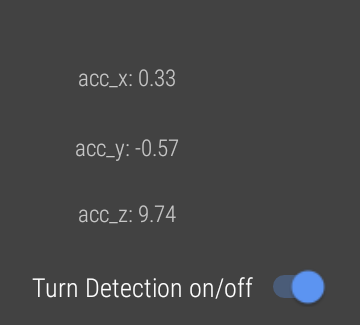 acc_x: 0.33
acc_y: -0.57
acc_z: 9.74
Turn Detection on/off